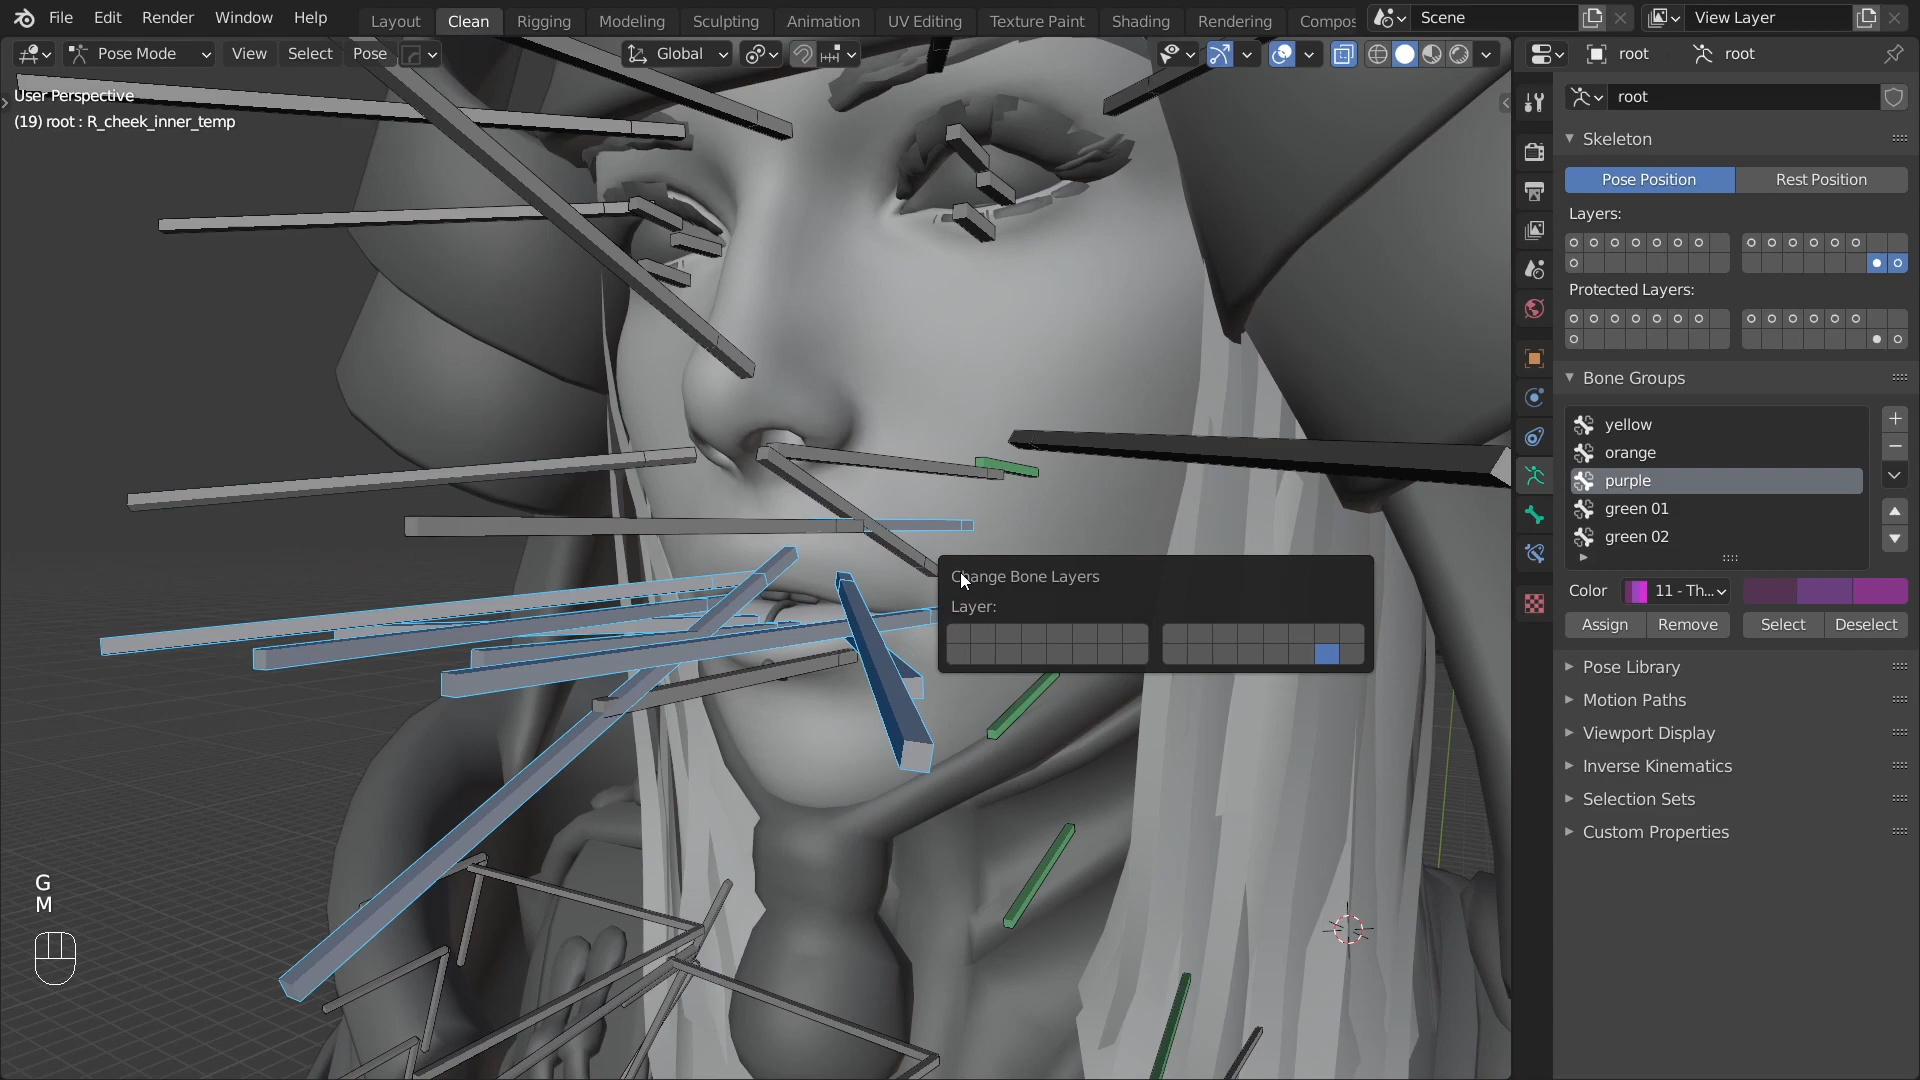 File Edit Render Window Help Layout Clean Rigging Modeling Sculpting Animation UV Editing Texture Paint Shading Rendering Compos Scene View Layer
Pose Mode View Select Pose Global root root
User Perspective
(19) root : R_cheek_inner_temp
root
Skeleton
Pose Position Rest Position
Layers:
Protected Layers:
Bone Groups
yellow
orange
purple
green 01
green 02
Color 11 - Th...
Assign Remove Select Deselect
Pose Library
Motion Paths
Viewport Display
Inverse Kinematics
Selection Sets
Custom Properties
Change Bone Layers
Layer:
G
M